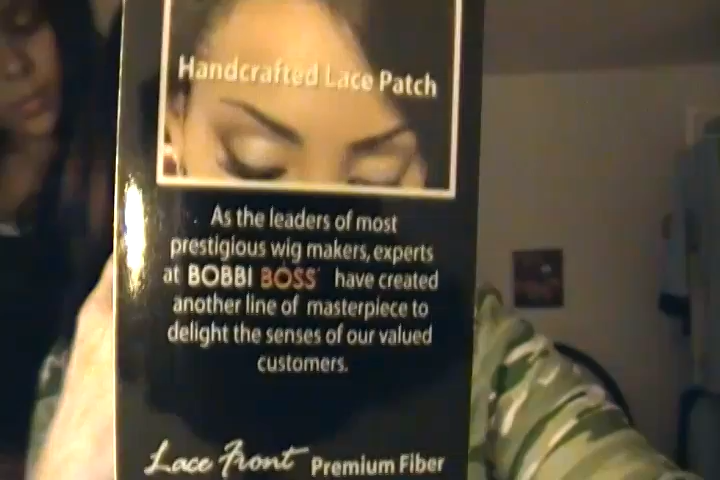 Handcrafted Lace Patch
As the leaders of most
prestigious wig makers, experts
at BOBBI BOSS have created
another line of masterpiece to
delight the senses of our valued
customers.
Lace Front Premium Fiber